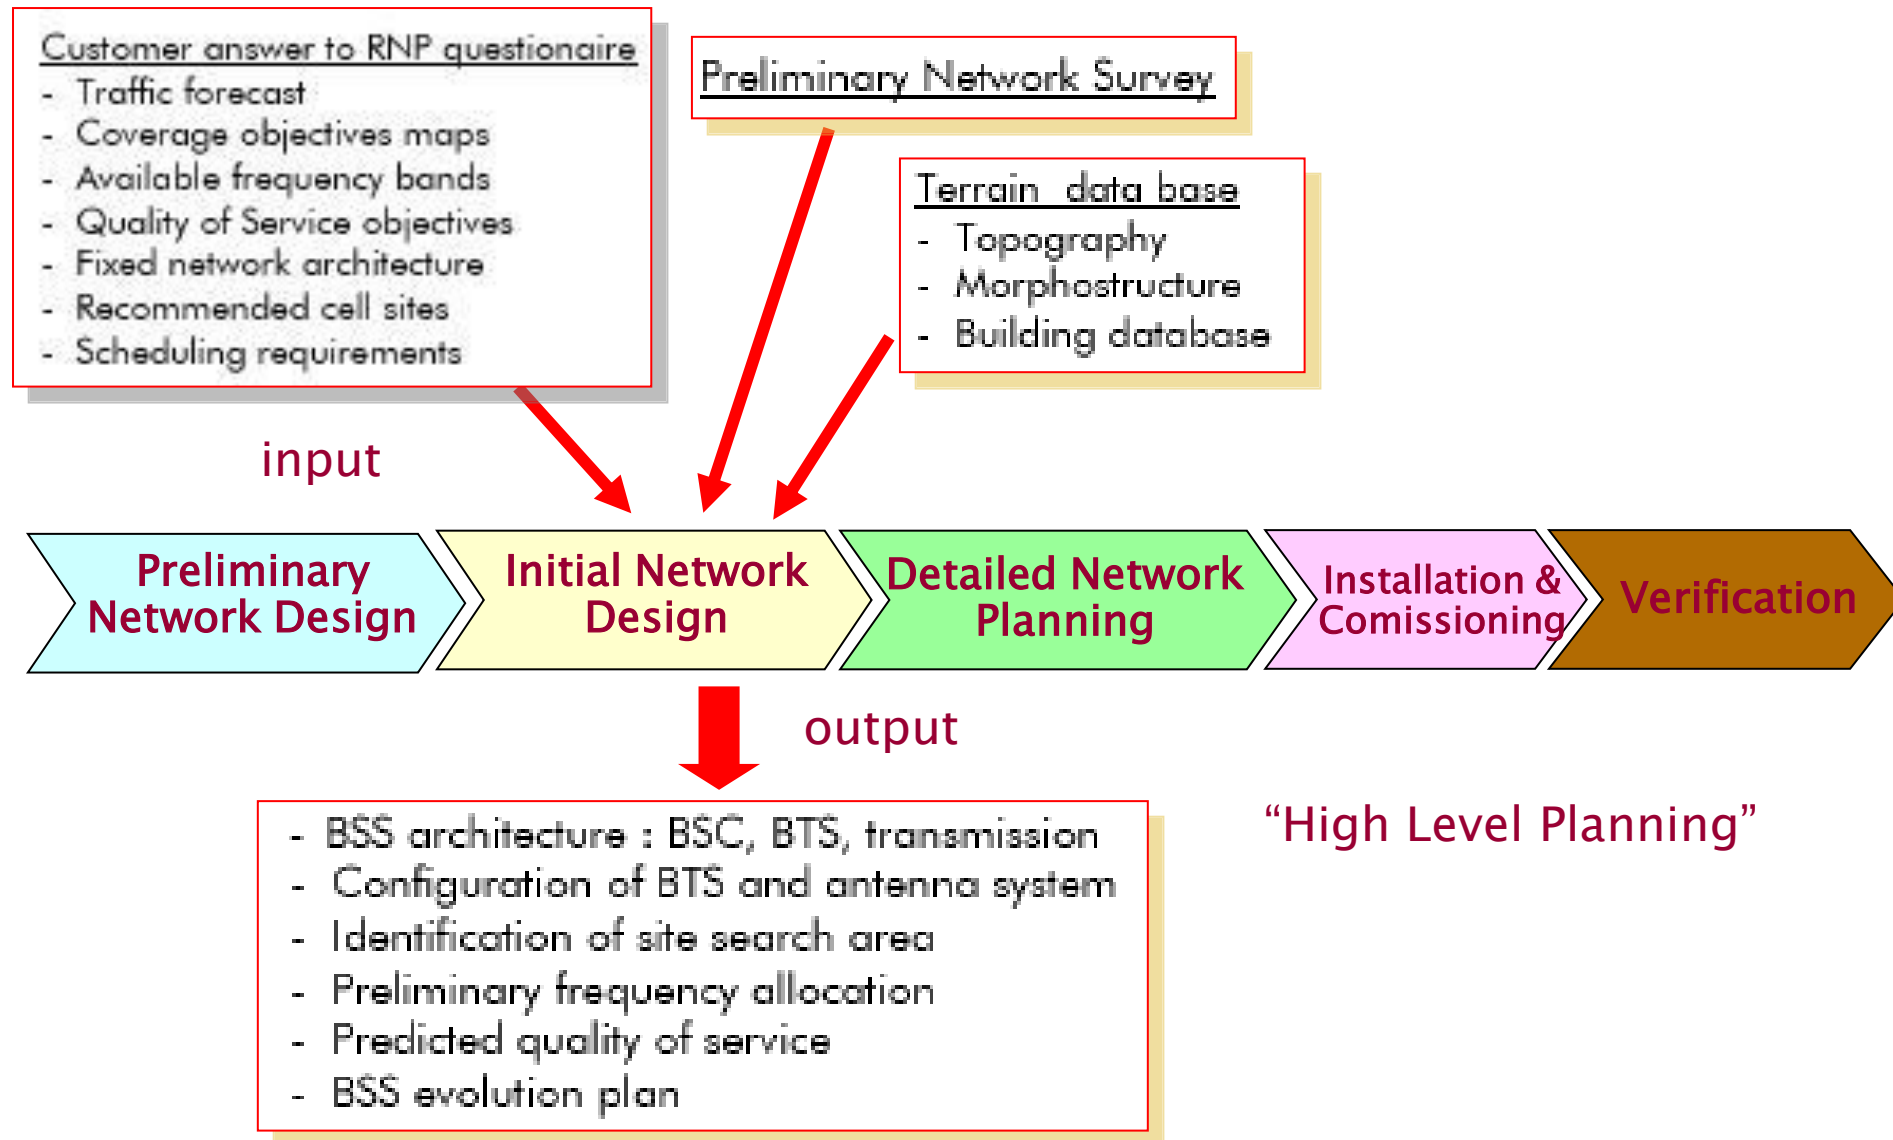 Customer answer to RNP questionaire
- Traffic forecast
- Coverage objectives maps
- Available frequency bands
- Quality of Service objectives
- Fixed network architecture
- Recommended cell sites
- Scheduling requirements
Preliminary Network Survey
Terrain data base
- Topography
- Morphostructure
- Building database
input
Preliminary
Network Design
Initial Network
Design
Detailed Network
Planning
Installation &
Comissioning
Verification
output
- BSS architecture : BSC, BTS, transmission
- Configuration of BTS and antenna system
- Identification of site search area
- Preliminary frequency allocation
- Predicted quality of service
- BSS evolution plan
“High Level Planning”